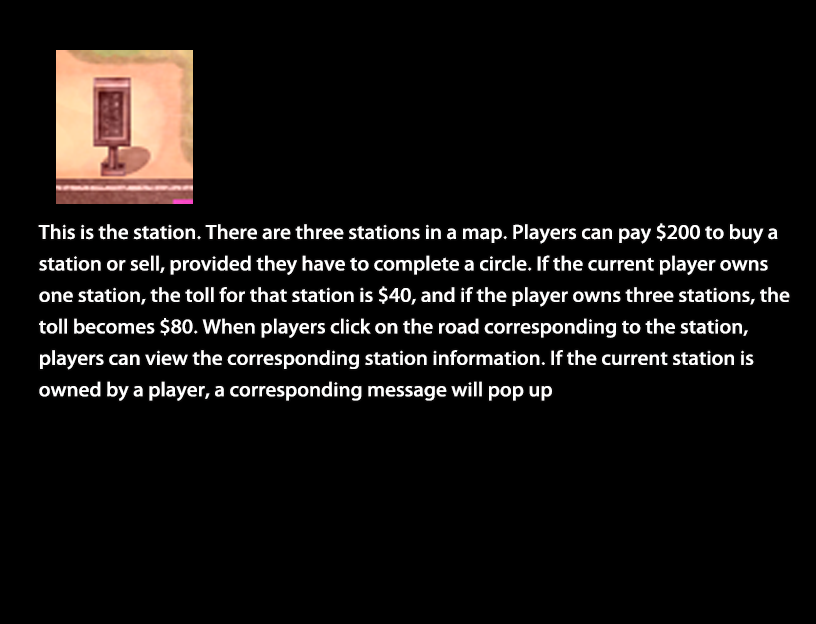 This is the station. There are three stations in a map. Players can pay $200 to buy a
station or sell, provided they have to complete a circle. If the current player owns
one station, the toll for that station is $40, and if the player owns three stations, the
toll becomes $80. When players click on the road corresponding to the station,
players can view the corresponding station information. If the current station is
owned by a player, a corresponding message will pop up